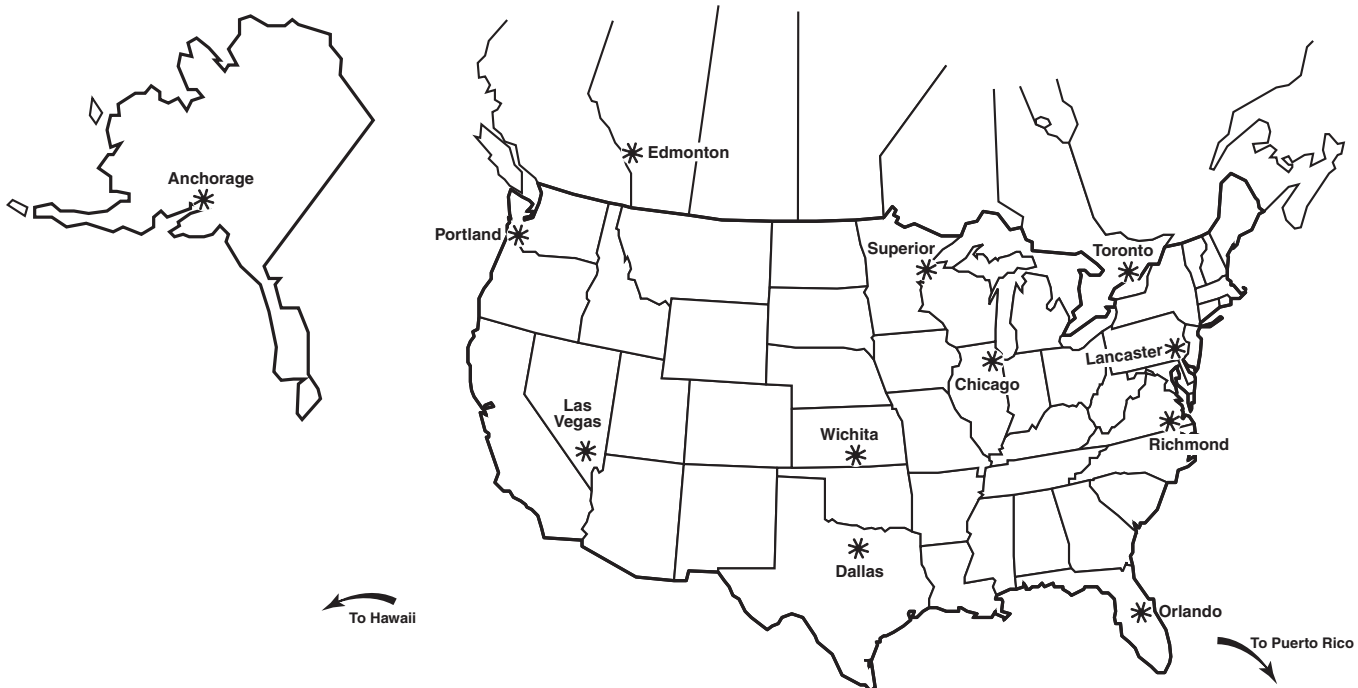 Edmonton
Anchorage
Portland
Superior
Toronto
Lancaster
Chicago
Las
Vegas
Wichita
Richmond
Dallas
To Hawaii
Orlando
To Puerto Rico